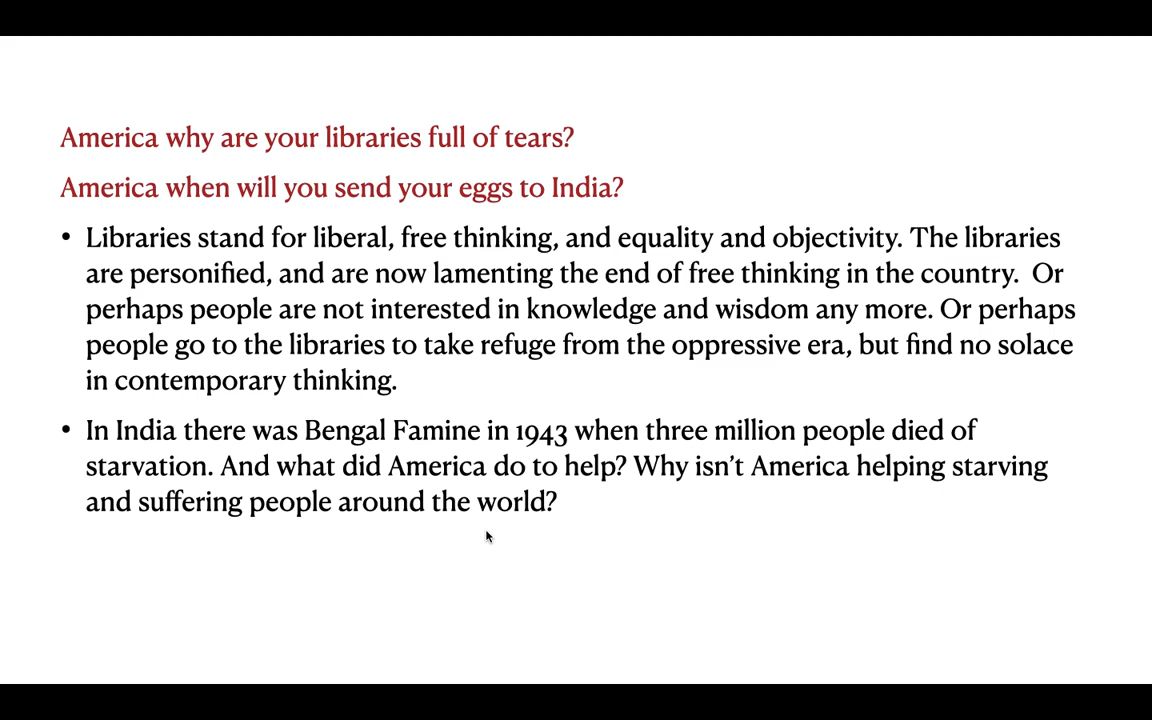 America why are your libraries full of tears?
America when will you send your eggs to India?
• Libraries stand for liberal, free thinking, and equality and objectivity. The libraries
are personified, and are now lamenting the end of free thinking in the country.  Or
perhaps people are not interested in knowledge and wisdom any more. Or perhaps
people go to the libraries to take refuge from the oppressive era, but find no solace
in contemporary thinking.
• In India there was Bengal Famine in 1943 when three million people died of
starvation. And what did America do to help? Why isn’t America helping starving
and suffering people around the world?